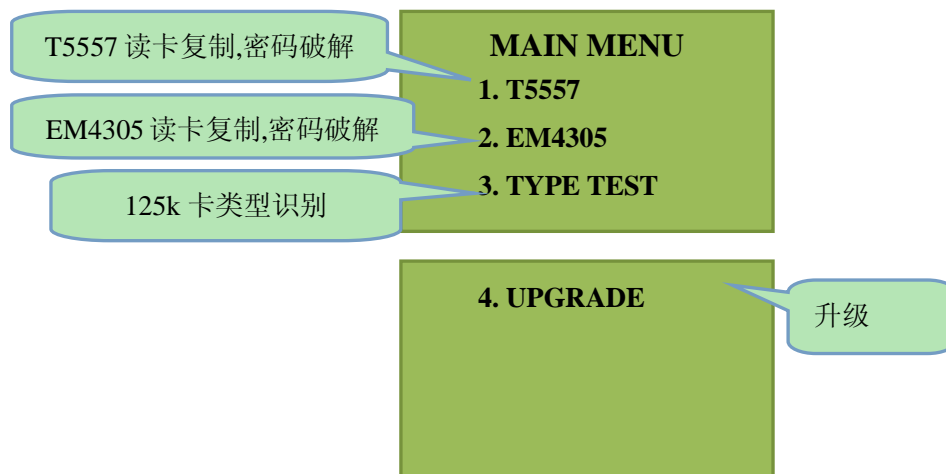 T5557 读卡复制,密码破解
MAIN MENU
1. T5557
EM4305 读卡复制,密码破解
2. EM4305
125k 卡类型识别
3. TYPE TEST
4. UPGRADE
升级